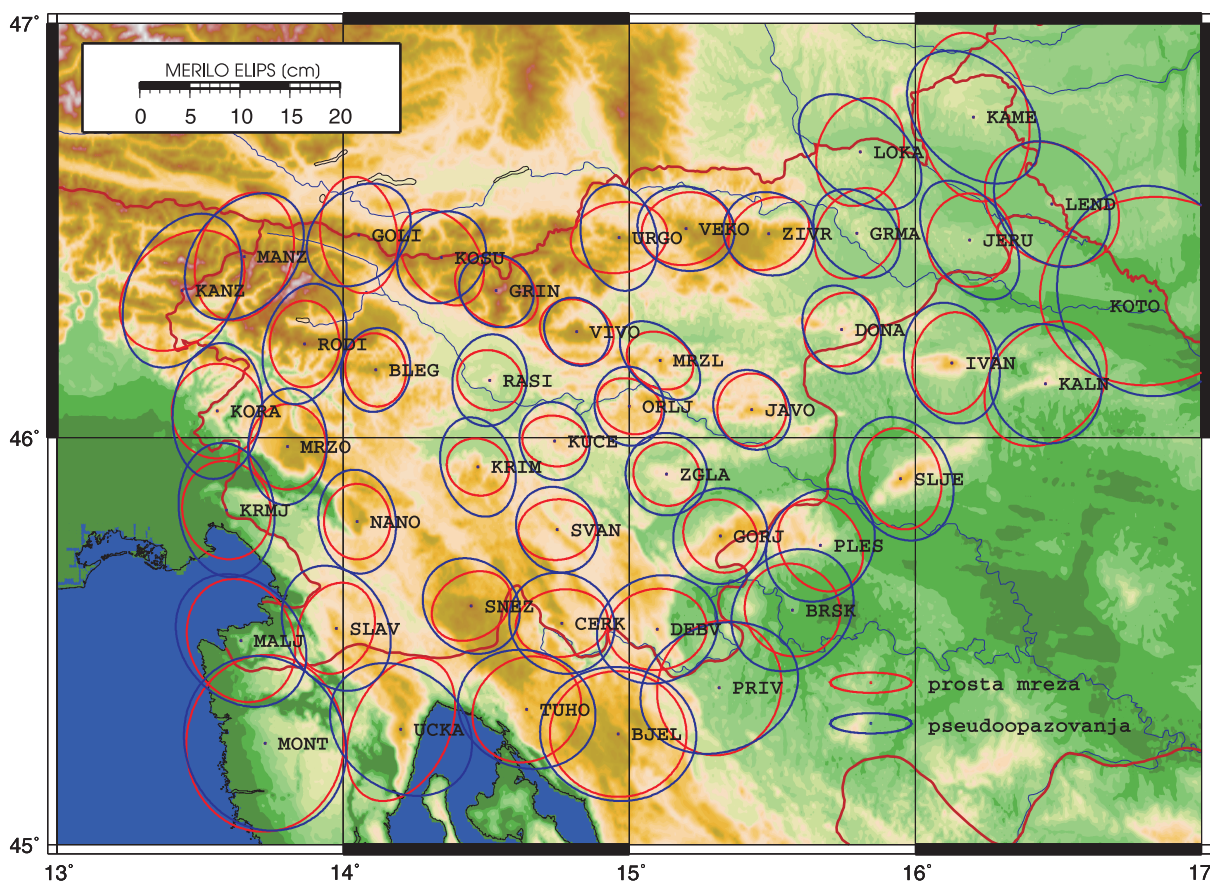 47°
MERILO ELIPS (cm)
0 5 10 15 20
KAME
LOKA
LEND
GOLI
URGO
VEKO
ZIVR
GRMA
JERU
MANZ
KOSU
KANZ
GRIN
KOTO
RODI
VIVO
DONA
BLEG
RASI
MRZL
IVAN
KALN
KORA
ORLJ
JAVO
46°
MRZO
KUCE
KRIM
ZGLA
SLJE
KRMJ
NANO
SVAN
GORJ
PLES
SNEZ
BRSK
MALJ
SLAV
CERK
DEBV
PRIV
prosta mreza
TUHO
MONT
UCKA
BJEL
pseudoopazovanja
45°
13° 14° 15° 16° 17